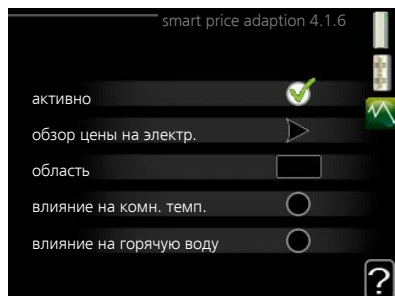 smart price adaption 4.1.6
активно
обзор цены на электр.
область
влияние на комн. темп.
влияние на горячую воду
?